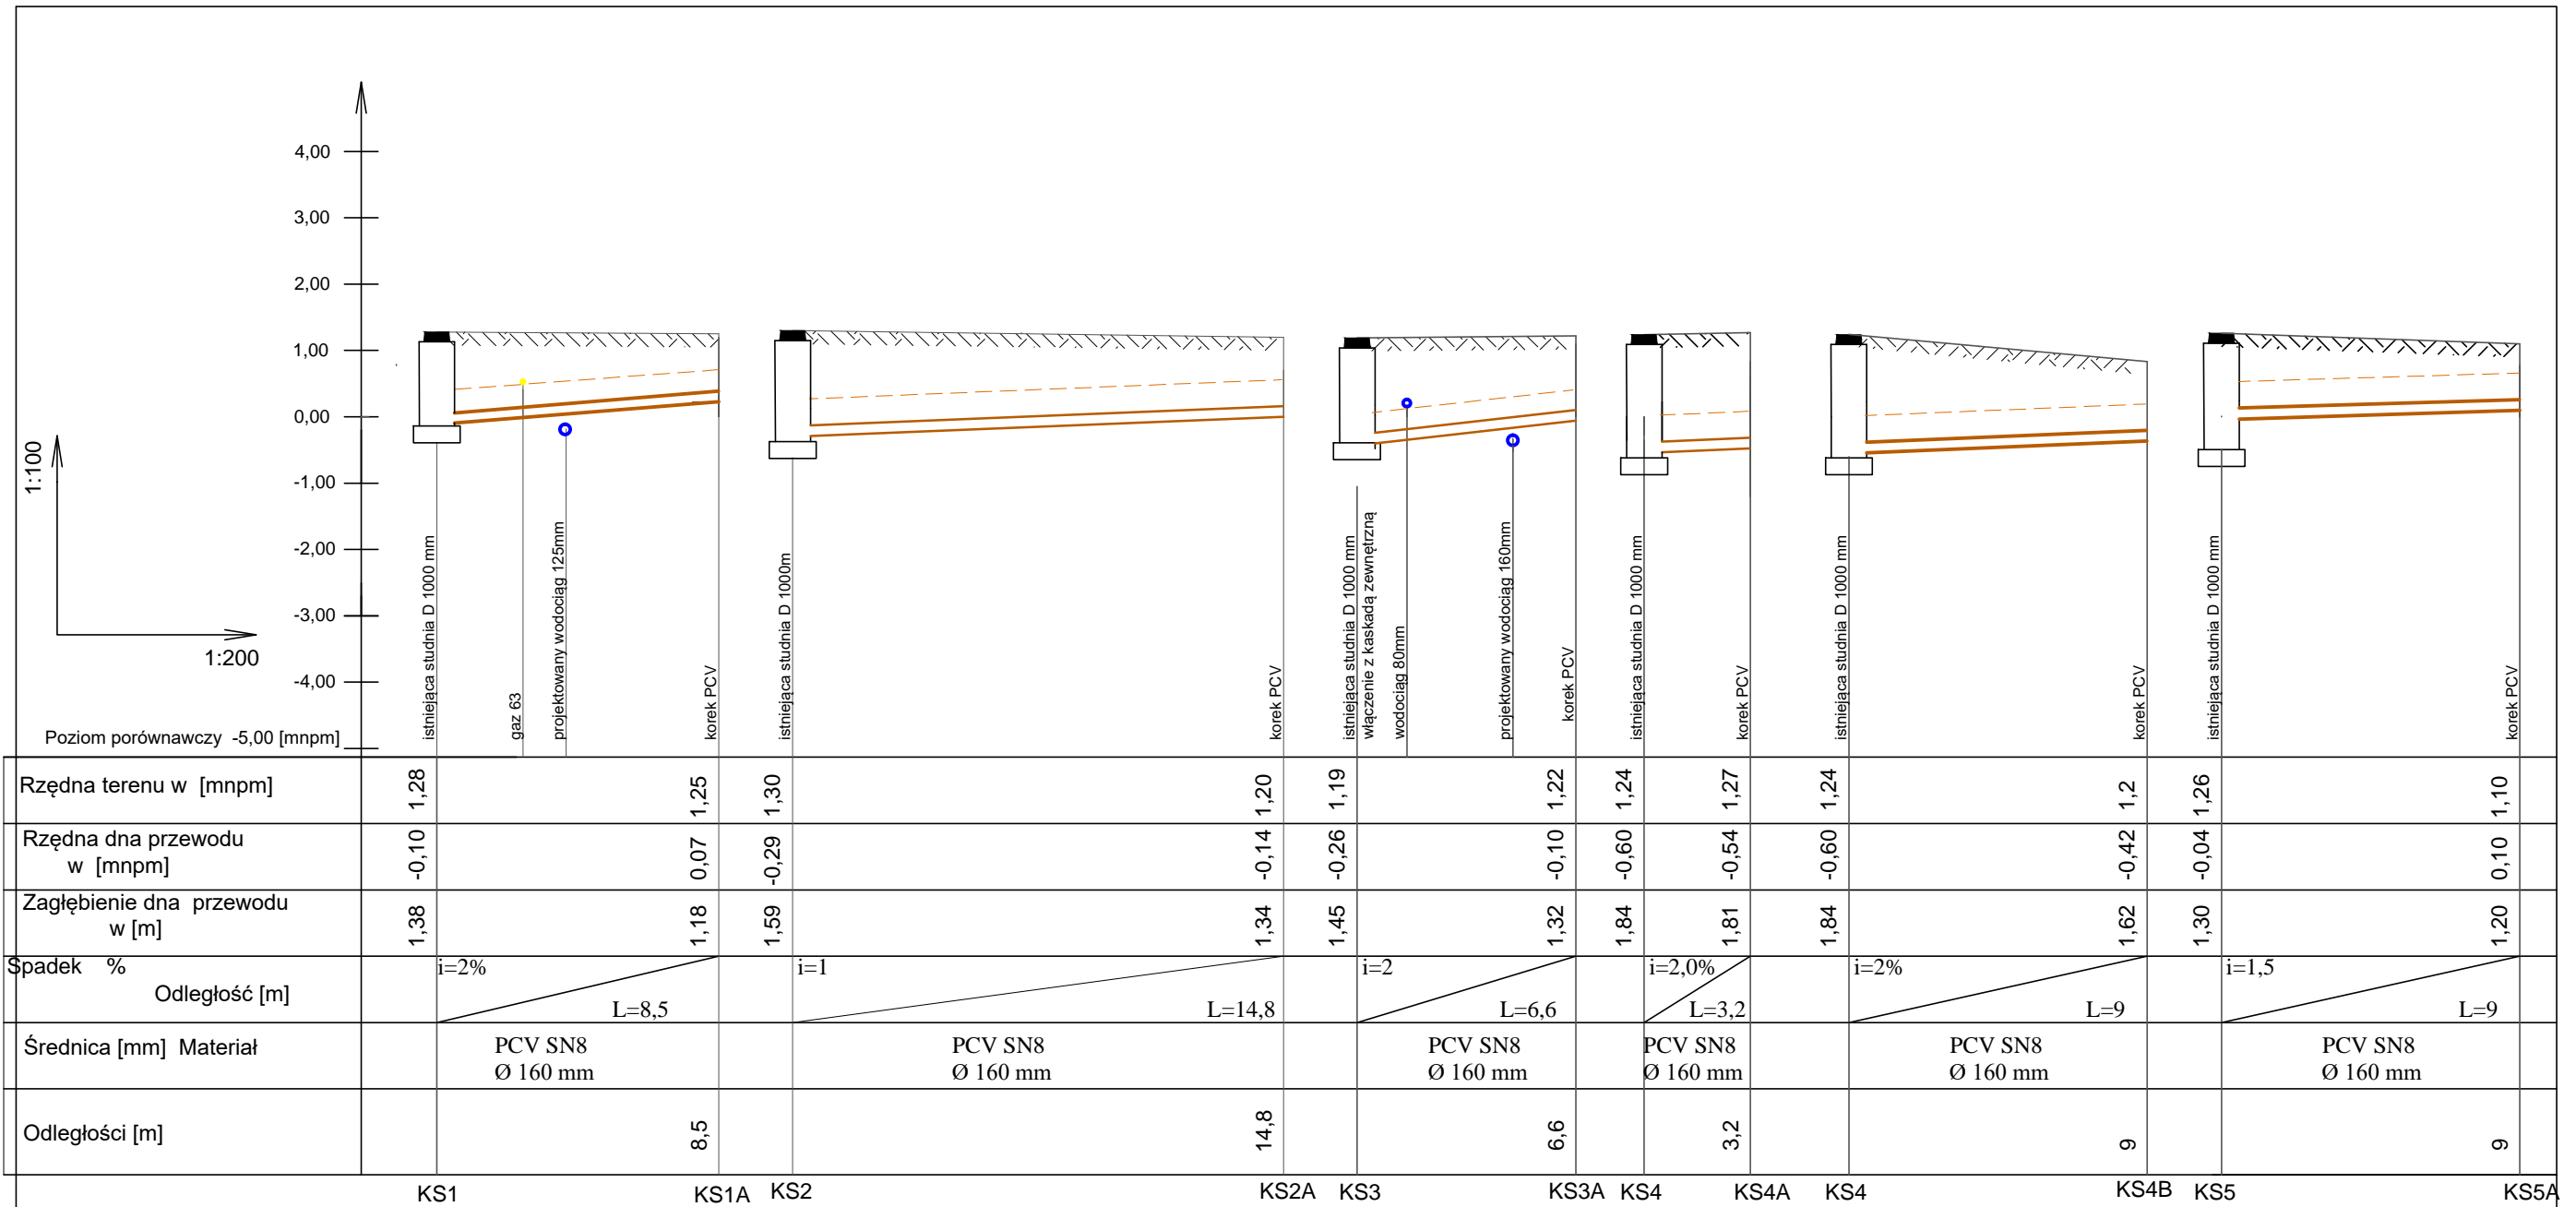 4,00
3,00
2,00
1,00
0,00
-1,00
-2,00
-3,00
-4,00
1:100
1:200
Poziom porównawczy -5,00 [mnpm]
istniejąca studnia D 1000 mm
gaz 63
projektowany wodociąg 125mm
korek PCV
istniejąca studnia D 1000m
korek PCV
istniejąca studnia D 1000 mm
włączenie z kaskadą zewnętrzną
wodociąg 80mm
projektowany wodociąg 160mm
korek PCV
istniejąca studnia D 1000 mm
korek PCV
istniejąca studnia D 1000 mm
korek PCV
istniejąca studnia D 1000 mm
korek PCV
Rzędna terenu w [mnpm]
1,28 1,25 1,30 1,20 1,19 1,22 1,24 1,27 1,24 1,2 1,26 1,10
Rzędna dna przewodu
w [mnpm]
-0,10 0,07 -0,29 -0,14 -0,26 -0,10 -0,60 -0,54 -0,60 -0,42 -0,04 0,10
Zagłębienie dna przewodu
w [m]
1,38 1,18 1,59 1,34 1,45 1,32 1,84 1,81 1,84 1,62 1,30 1,20
Spadek %
Odległość [m]
i=2% i=1 i=2 i=2,0% i=2% i=1,5
L=8,5 L=14,8 L=6,6 L=3,2 L=9 L=9
Średnica [mm] Materiał
PCV SN8 PCV SN8 PCV SN8 PCV SN8 PCV SN8 PCV SN8
Ø 160 mm Ø 160 mm Ø 160 mm Ø 160 mm Ø 160 mm Ø 160 mm
Odległości [m]
8,5 14,8 6,6 3,2 9 9
KS1 KS1A KS2 KS2A KS3 KS3A KS4 KS4A KS4 KS4B KS5 KS5A